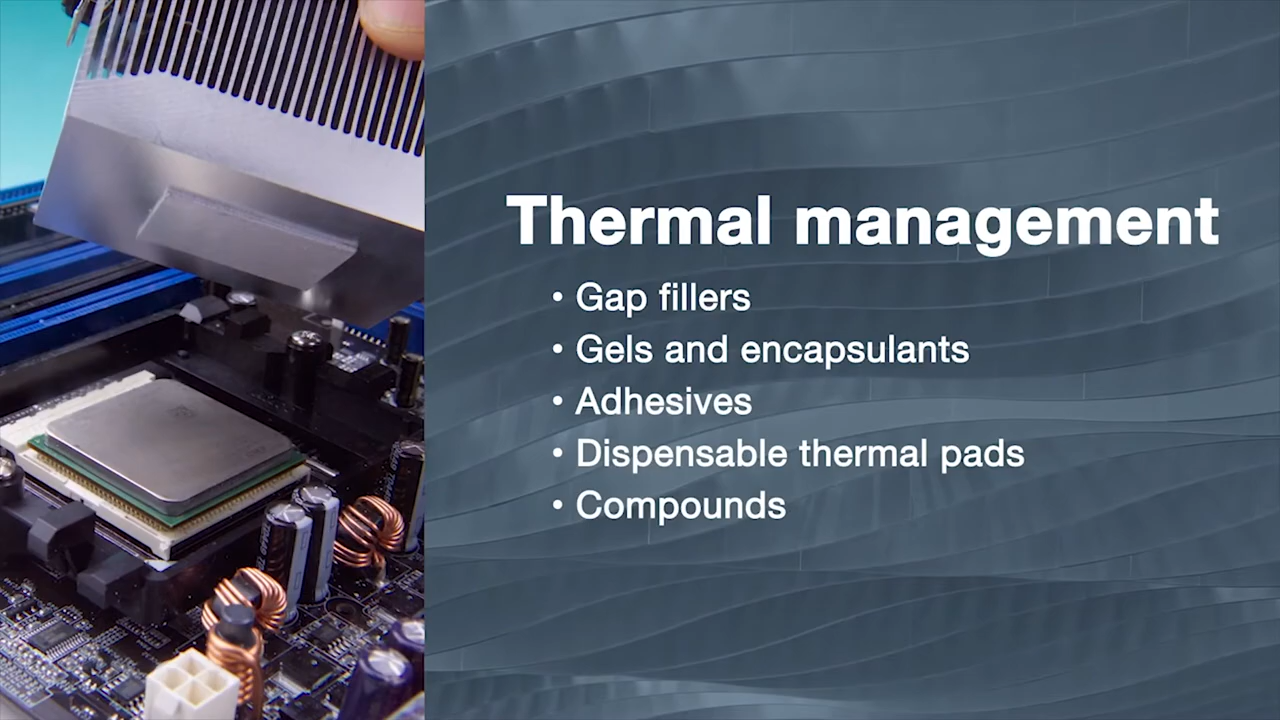 Thermal management
• Gap fillers
• Gels and encapsulants
• Adhesives
• Dispensable thermal pads
• Compounds